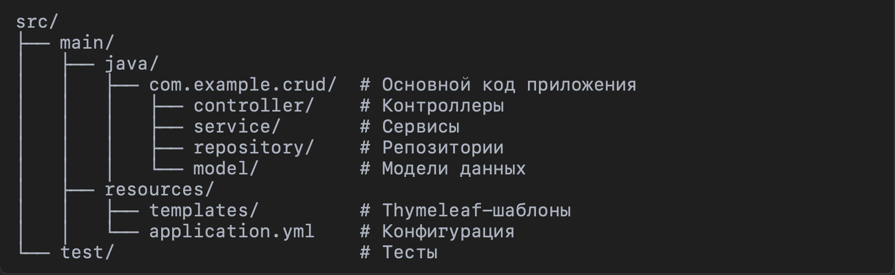 src/
├── main/
│   ├── java/
│   │   ├── com.example.crud/  # Основной код приложения
│   │   │   ├── controller/    # Контроллеры
│   │   │   ├── service/       # Сервисы
│   │   │   ├── repository/    # Репозитории
│   │   │   └── model/         # Модели данных
│   ├── resources/
│   │   ├── templates/         # Thymeleaf-шаблоны
│   │   └── application.yml    # Конфигурация
└── test/                      # Тесты